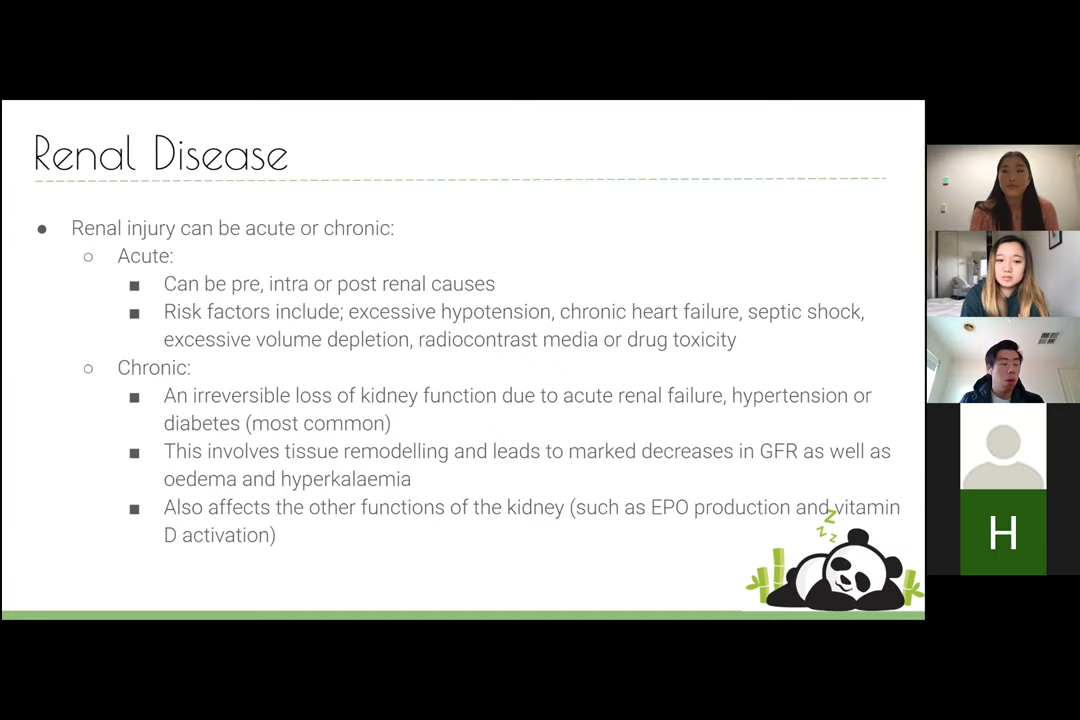 Renal Disease
● Renal injury can be acute or chronic:
○ Acute:
■ Can be pre, intra or post renal causes
■ Risk factors include; excessive hypotension, chronic heart failure, septic shock,
excessive volume depletion, radiocontrast media or drug toxicity
○ Chronic:
■ An irreversible loss of kidney function due to acute renal failure, hypertension or
diabetes (most common)
■ This involves tissue remodelling and leads to marked decreases in GFR as well as
oedema and hyperkalaemia
■ Also affects the other functions of the kidney (such as EPO production and vitamin
D activation)
z
z z
H